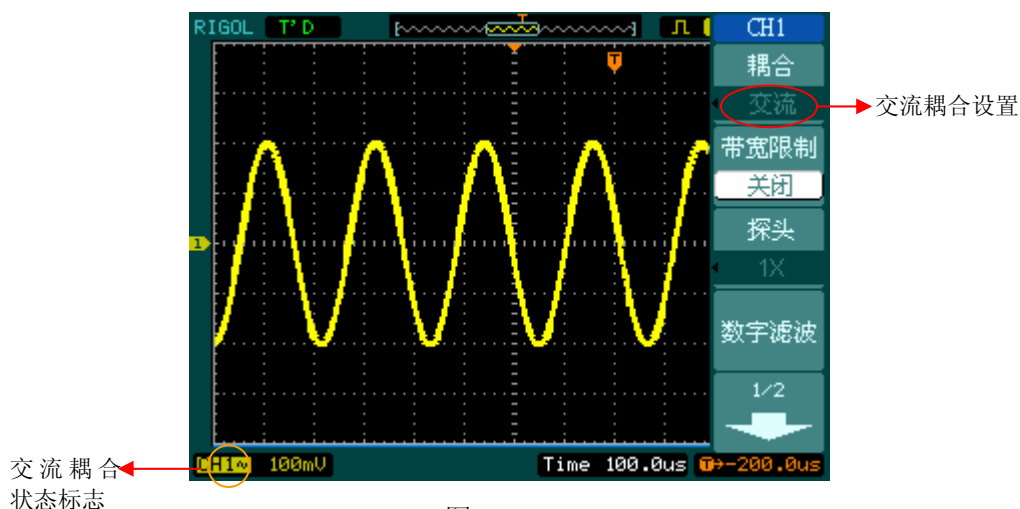 RIGOL T'D CH1
耦合
交流
交流耦合设置
带宽限制
关闭
探头
1X
数字滤波
1/2
T
T
1
CH1~ 100mV Time 100.0us T→-200.0us
交流耦合
状态标志